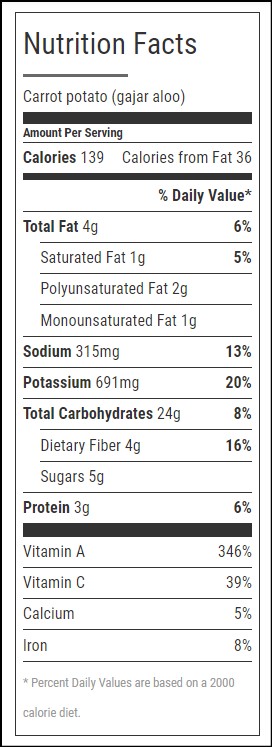 Nutrition Facts
Carrot potato (gajar aloo)
Amount Per Serving
Calories 139 Calories from Fat 36
% Daily Value*
Total Fat 4g 6%
Saturated Fat 1g 5%
Polyunsaturated Fat 2g
Monounsaturated Fat 1g
Sodium 315mg 13%
Potassium 691mg 20%
Total Carbohydrates 24g 8%
Dietary Fiber 4g 16%
Sugars 5g
Protein 3g 6%
Vitamin A 346%
Vitamin C 39%
Calcium 5%
Iron 8%
* Percent Daily Values are based on a 2000
calorie diet.